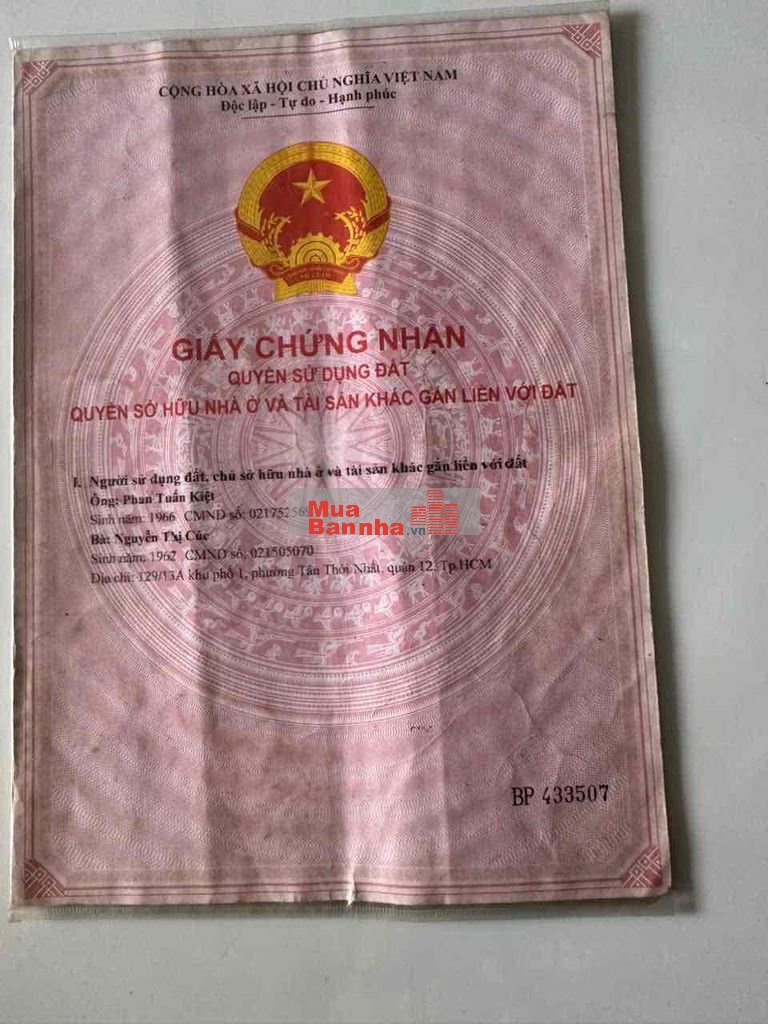 CỘNG HÒA XÃ HỘI CHỦ NGHĨA VIỆT NAM
Độc lập - Tự do - Hạnh phúc
GIẤY CHỨNG NHẬN
QUYỀN SỬ DỤNG ĐẤT
QUYỀN SỞ HỮU NHÀ Ở VÀ TÀI SẢN KHÁC GẮN LIỀN VỚI ĐẤT
I. Người sử dụng đất, chủ sở hữu nhà ở và tài sản khác gắn liền với đất
Ông: Phan Tuấn Kiệt
Sinh năm: 1966 CMND số:
Bà: Nguyễn Thị Cúc
Sinh năm: 1962 CMND số: 021505070
Địa chỉ: 129/13A khu phố 1, phường Tân Thới Nhất, quận 12, Tp.HCM
Mua
Bannha.vn
BP 433507